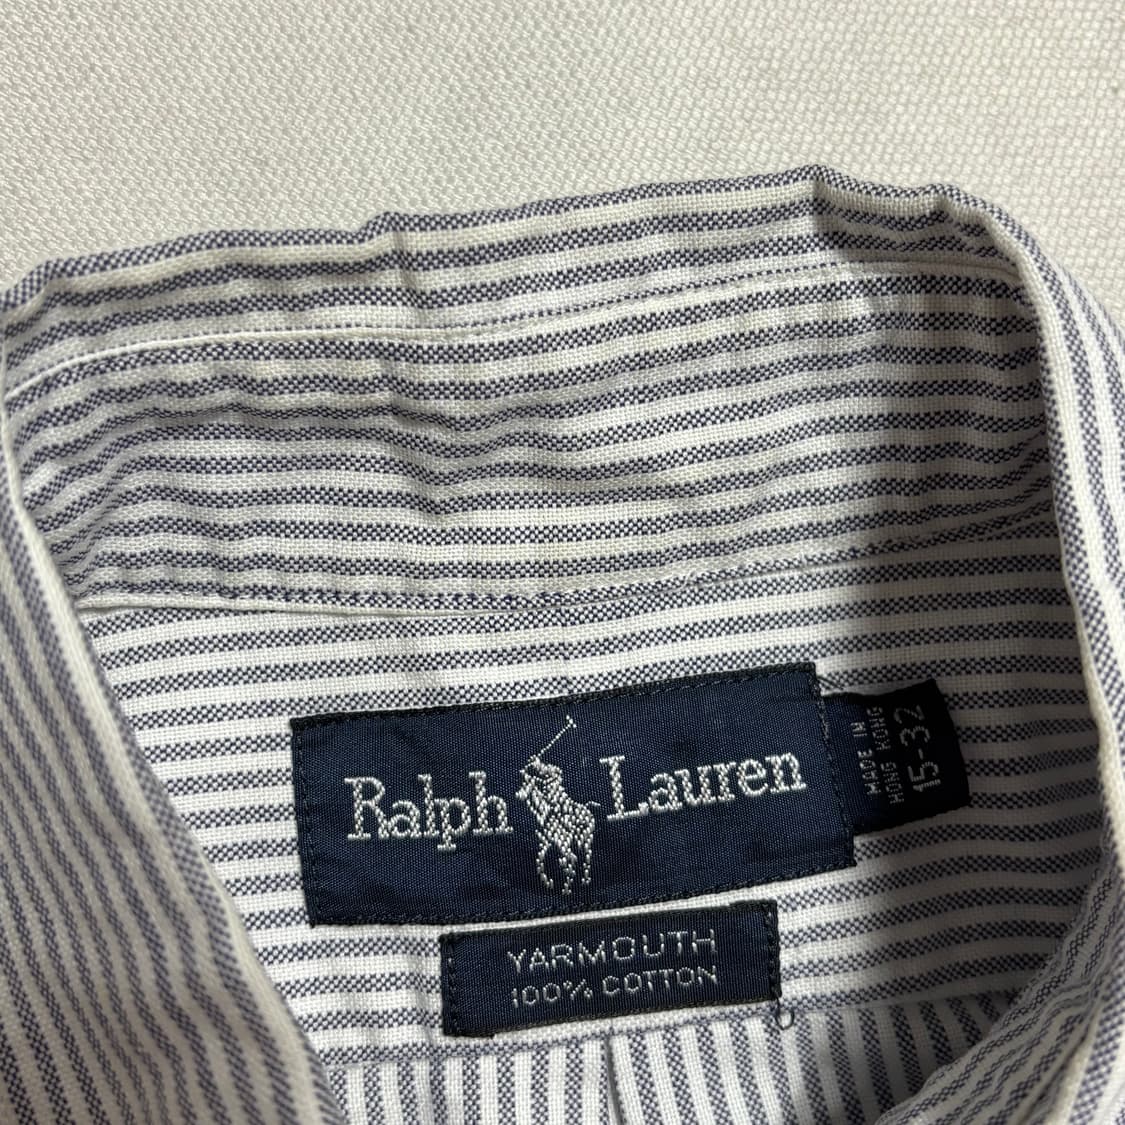 Ralph Lauren
MADE IN
HONG KONG
15-32
YARMOUTH
100% COTTON